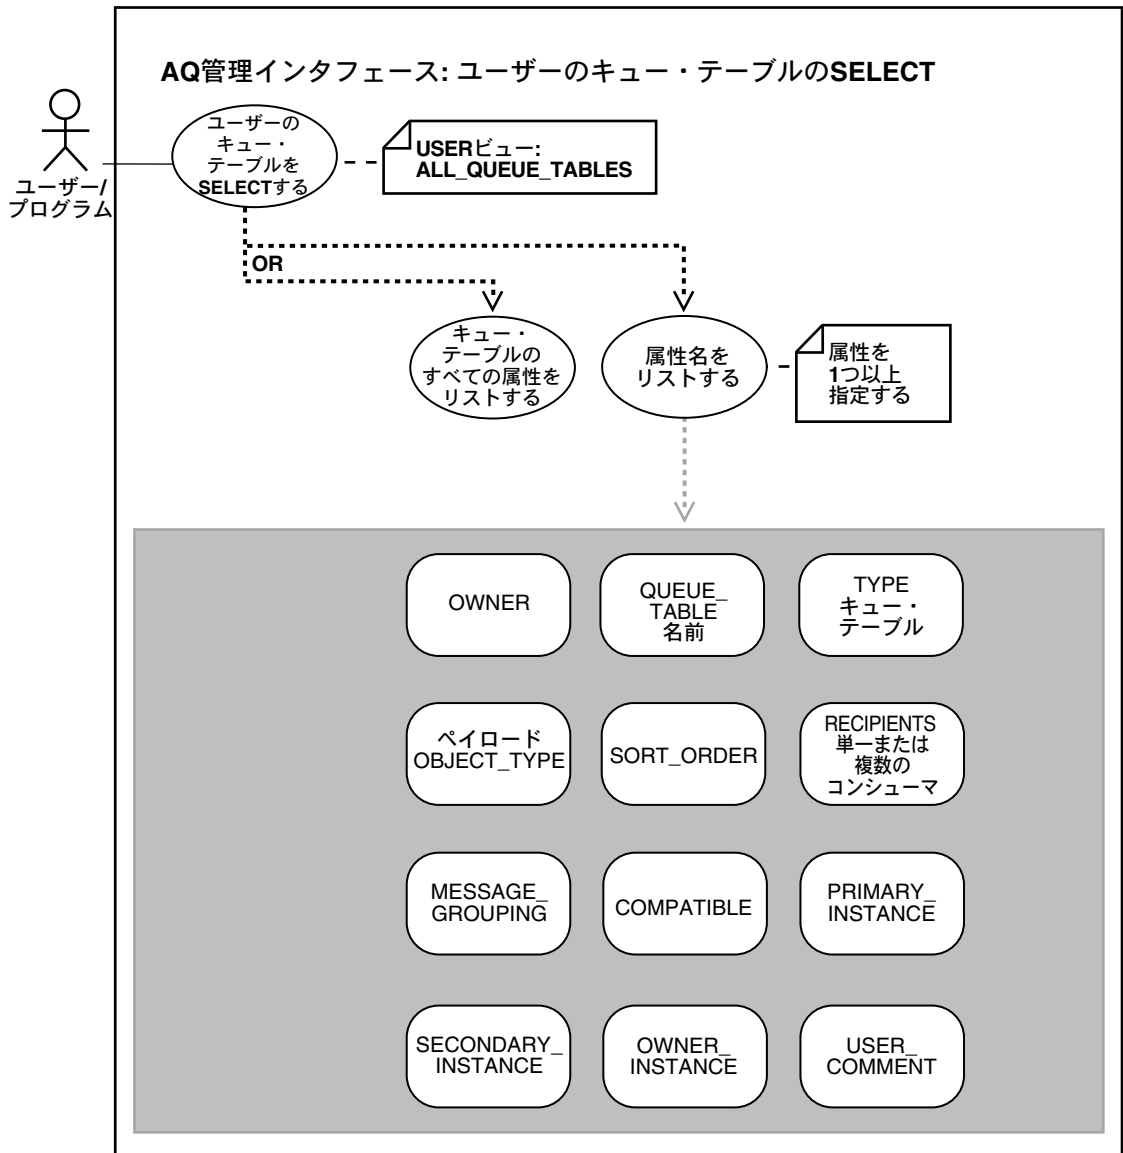 AQ管理インタフェース: ユーザーのキュー・テーブルのSELECT
ユーザー/
プログラム
ユーザーの
キュー・
テーブルを
SELECTする
USERビュー:
ALL_QUEUE_TABLES
OR
キュー・
テーブルの
すべての属性を
リストする
属性名を
リストする
属性を
1つ以上
指定する
OWNER
QUEUE_
TABLE
名前
TYPE
キュー・
テーブル
ペイロード
OBJECT_TYPE
SORT_ORDER
RECIPIENTS
単一または
複数の
コンシューマ
MESSAGE_
GROUPING
COMPATIBLE
PRIMARY_
INSTANCE
SECONDARY_
INSTANCE
OWNER_
INSTANCE
USER_
COMMENT